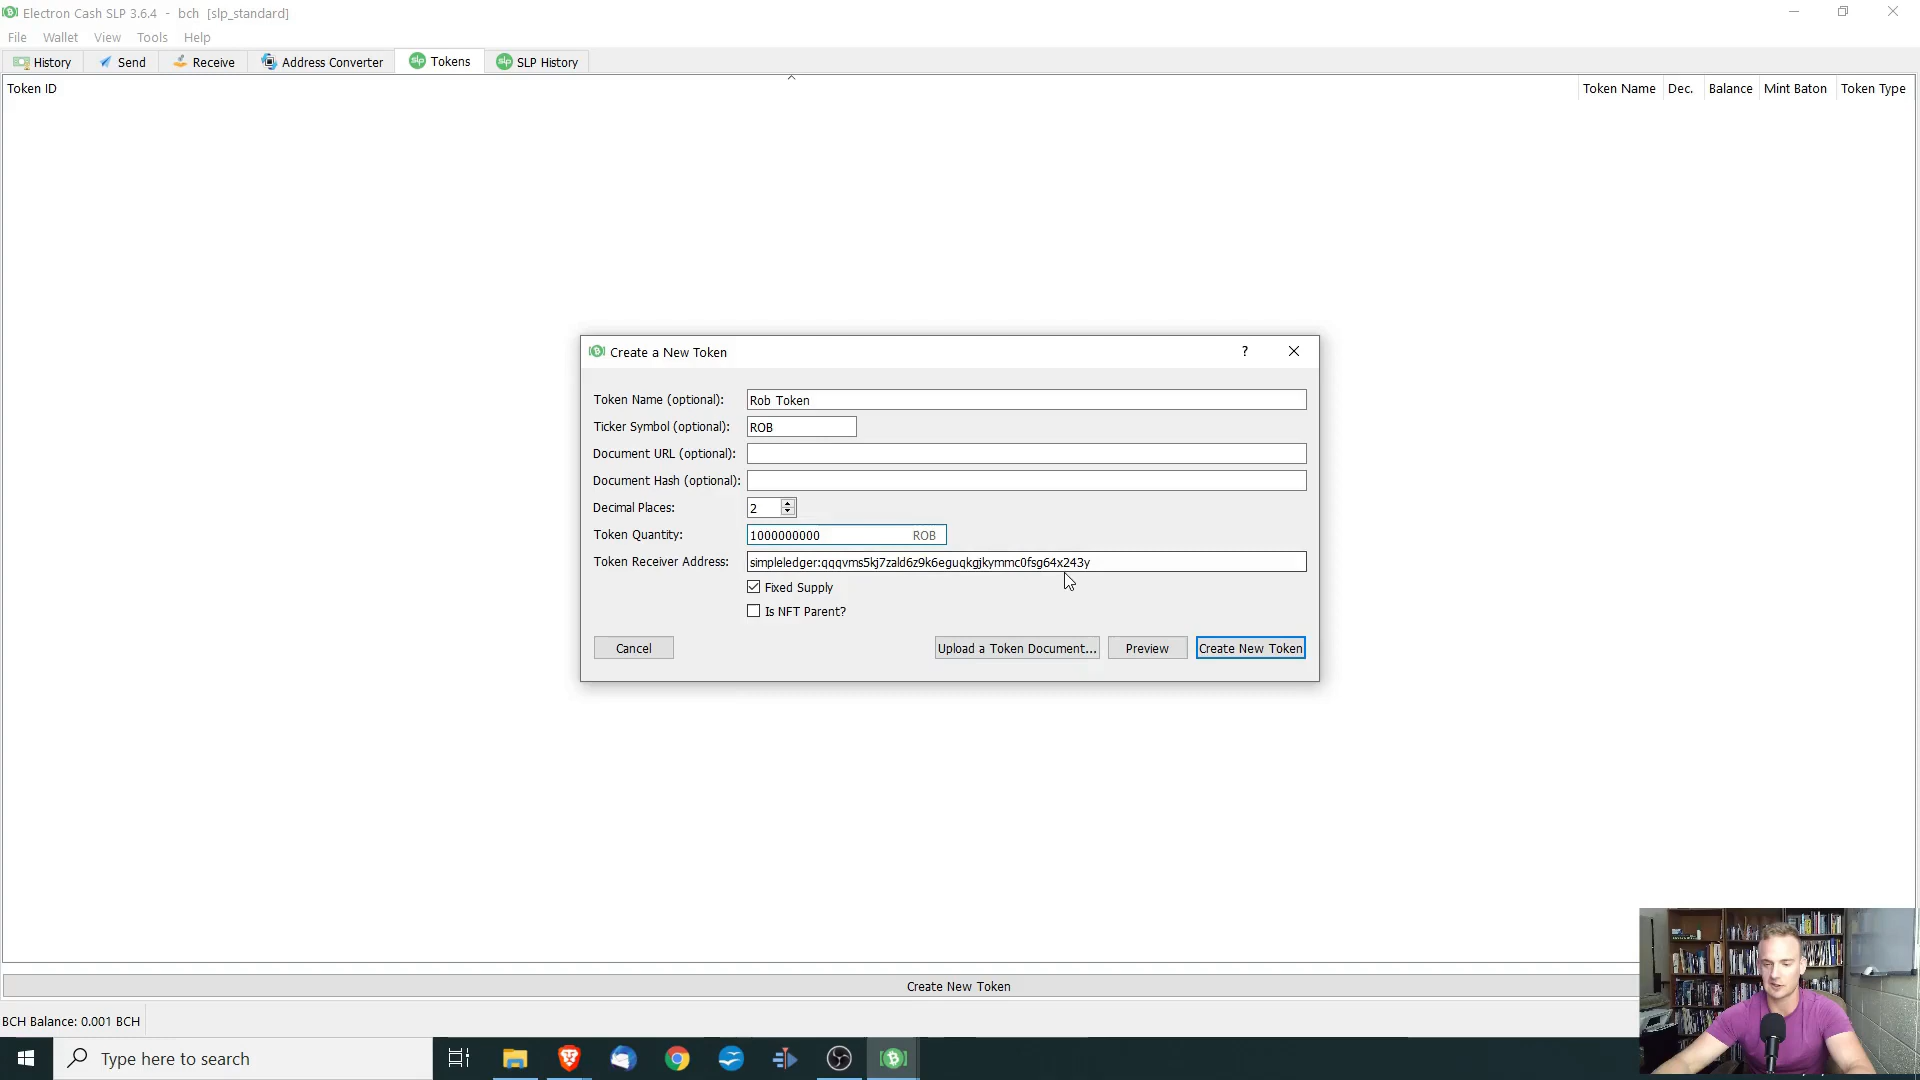 Electron Cash SLP 3.6.4 - bch [slp_standard]
File Wallet View Tools Help
History Send Receive Address Converter slp Tokens slp SLP History
Token ID Token Name Dec. Balance Mint Baton Token Type
Create a New Token ?
Token Name (optional): Rob Token
Ticker Symbol (optional): ROB
Document URL (optional):
Document Hash (optional):
Decimal Places: 2
Token Quantity: 1000000000 ROB
Token Receiver Address: simpleledger:qqqvms5kj7zald6z9k6eguqkgjkymmc0fsg64x243y
Fixed Supply
Is NFT Parent?
Cancel Upload a Token Document... Preview Create New Token
Create New Token
BCH Balance: 0.001 BCH
Type here to search